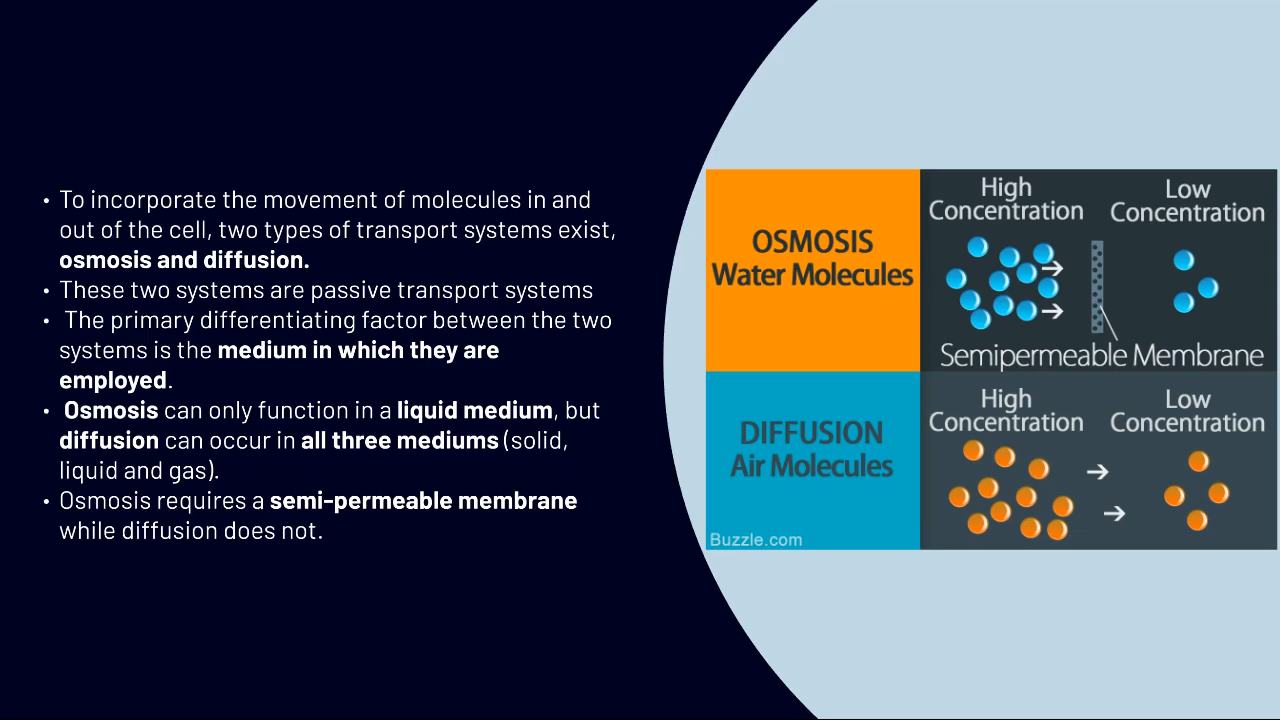 • To incorporate the movement of molecules in and
out of the cell, two types of transport systems exist,
osmosis and diffusion.
• These two systems are passive transport systems
• The primary differentiating factor between the two
systems is the medium in which they are
employed.
• Osmosis can only function in a liquid medium, but
diffusion can occur in all three mediums (solid,
liquid and gas).
• Osmosis requires a semi-permeable membrane
while diffusion does not.
OSMOSIS
Water Molecules
High
Concentration
Low
Concentration
Semipermeable Membrane
DIFFUSION
Air Molecules
High
Concentration
Low
Concentration
Buzzle.com